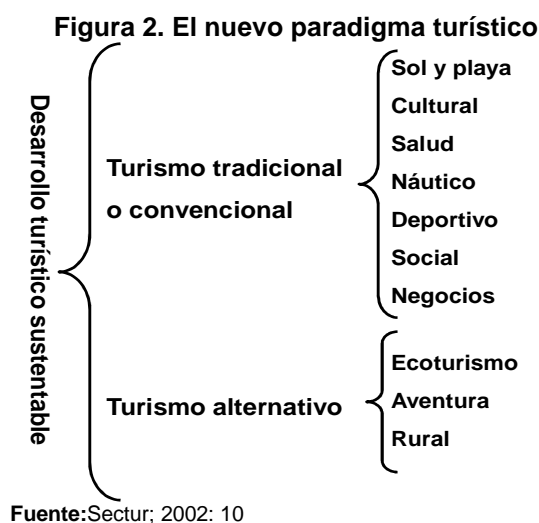 Figura 2. El nuevo paradigma turístico
Desarrollo turístico sustentable
Turismo tradicional
o convencional
Sol y playa
Cultural
Salud
Náutico
Deportivo
Social
Negocios
Turismo alternativo
Ecoturismo
Aventura
Rural
Fuente:Sectur; 2002: 10